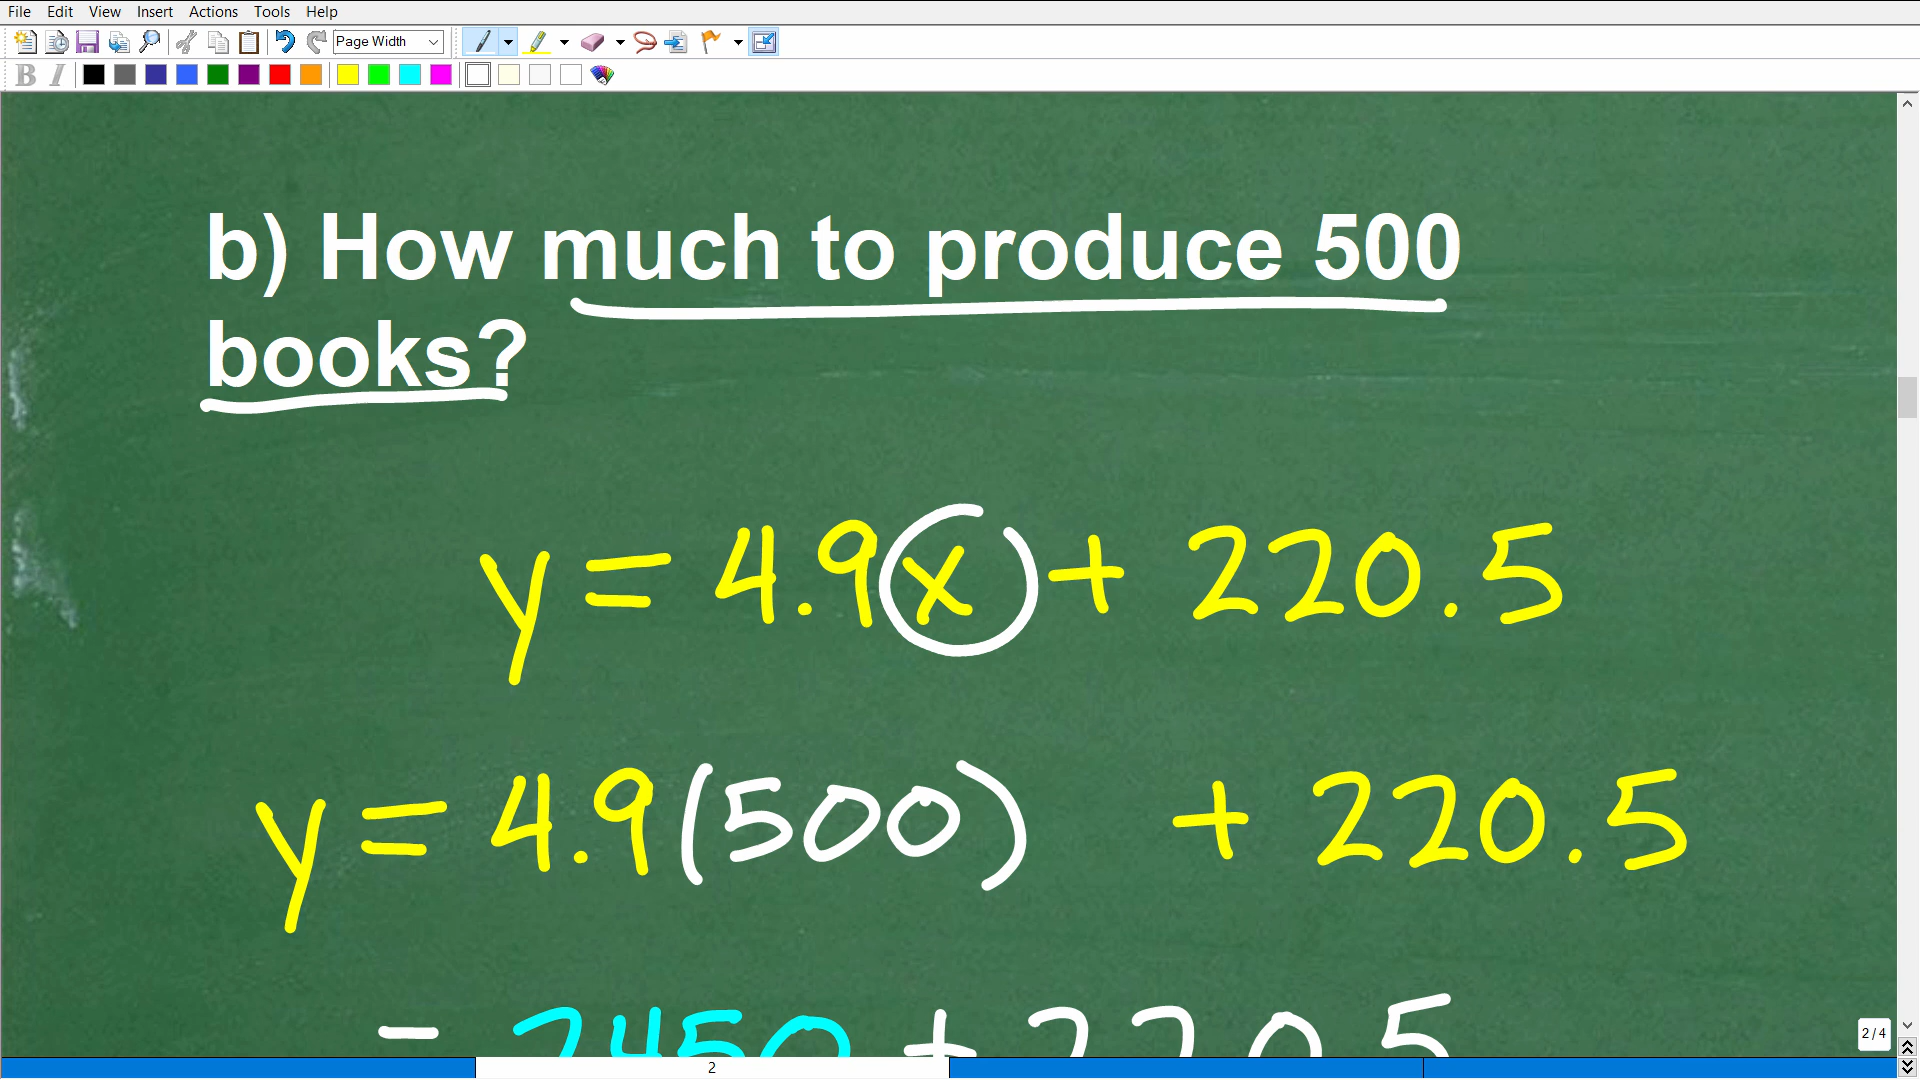 File Edit View Insert Actions Tools Help
Page Width
B I
b) How much to produce 500
books?
y = 4.9x + 220.5
y = 4.9(500) + 220.5
= 2450 + 220.5
2 / 4
2